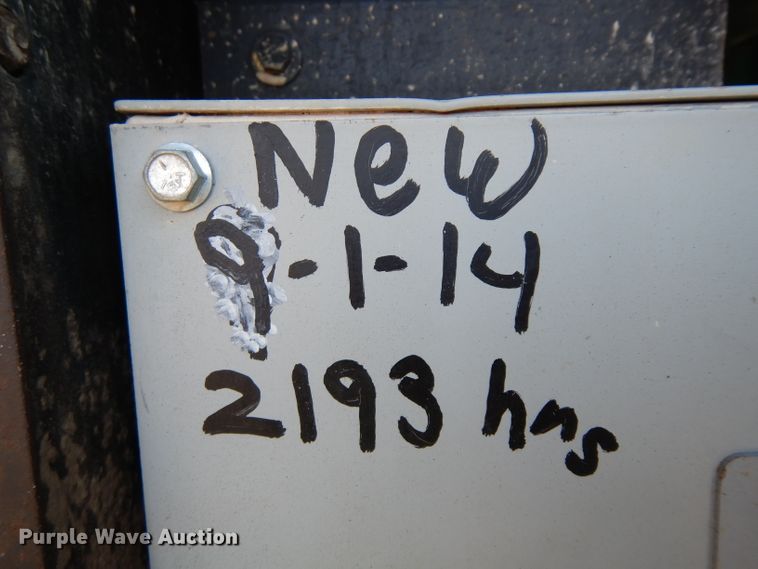 New
9-1-14
2193 hrs
Purple Wave Auction